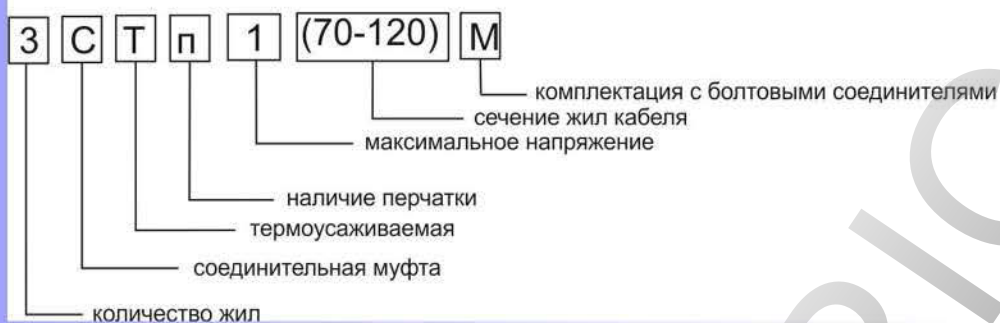 3 С Т п 1 (70-120) М
комплектация с болтовыми соединителями
сечение жил кабеля
максимальное напряжение
наличие перчатки
термоусаживаемая
соединительная муфта
количество жил